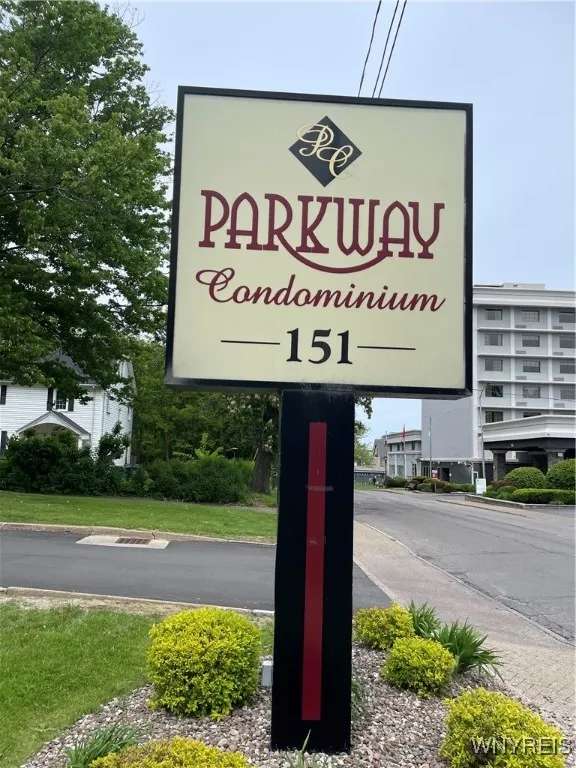 PC
PARKWAY
Condominium
151
WNYREIS